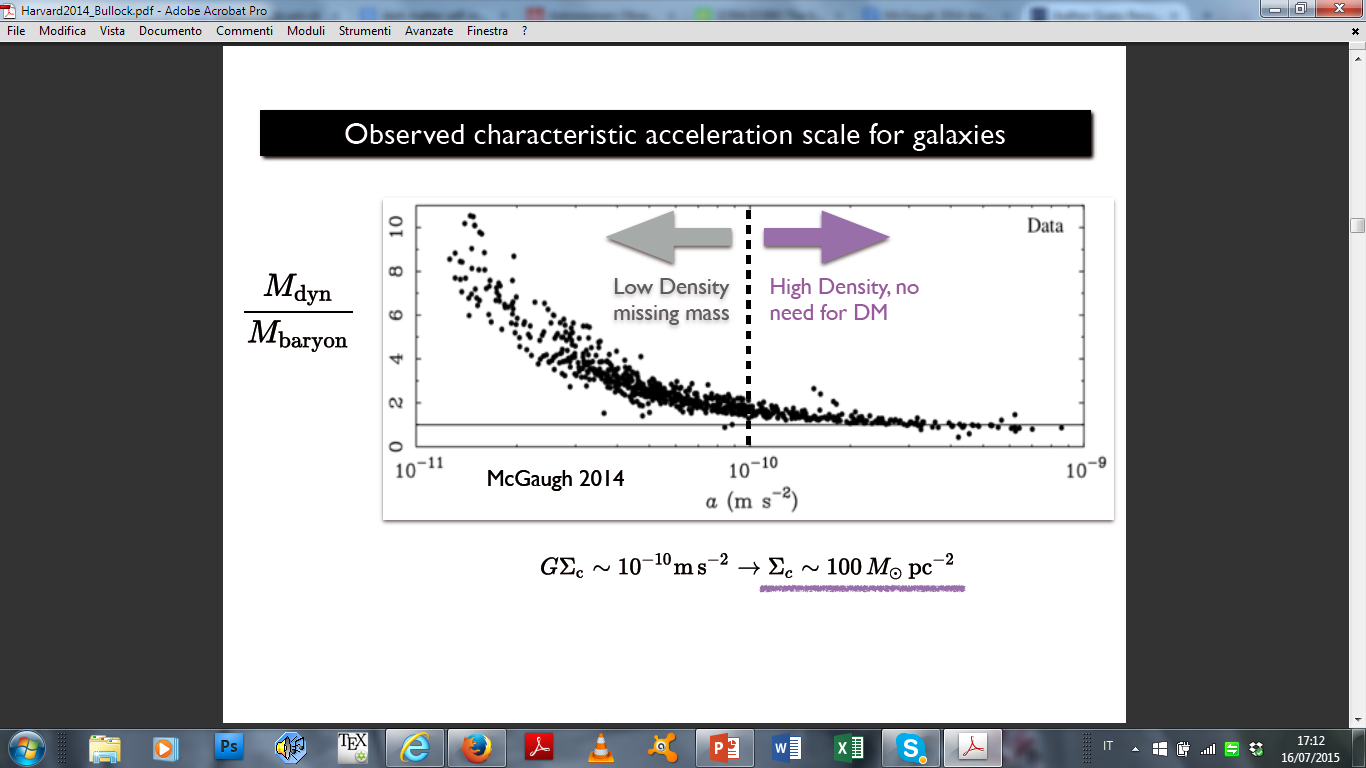 Harvard2014_Bullock.pdf - Adobe Acrobat Pro
File Modifica Vista Documento Commenti Moduli Strumenti Avanzate Finestra ?
Observed characteristic acceleration scale for galaxies
M_dyn
M_baryon
10
8
6
4
2
0
Data
Low Density
missing mass
High Density, no
need for DM
10⁻¹¹
10⁻¹⁰
10⁻⁹
McGaugh 2014
a (m s⁻²)
GΣ_c ∼ 10⁻¹⁰ m s⁻² → Σ_c ∼ 100 M_⊙ pc⁻²
Ps
TEX
IT
17:12
16/07/2015